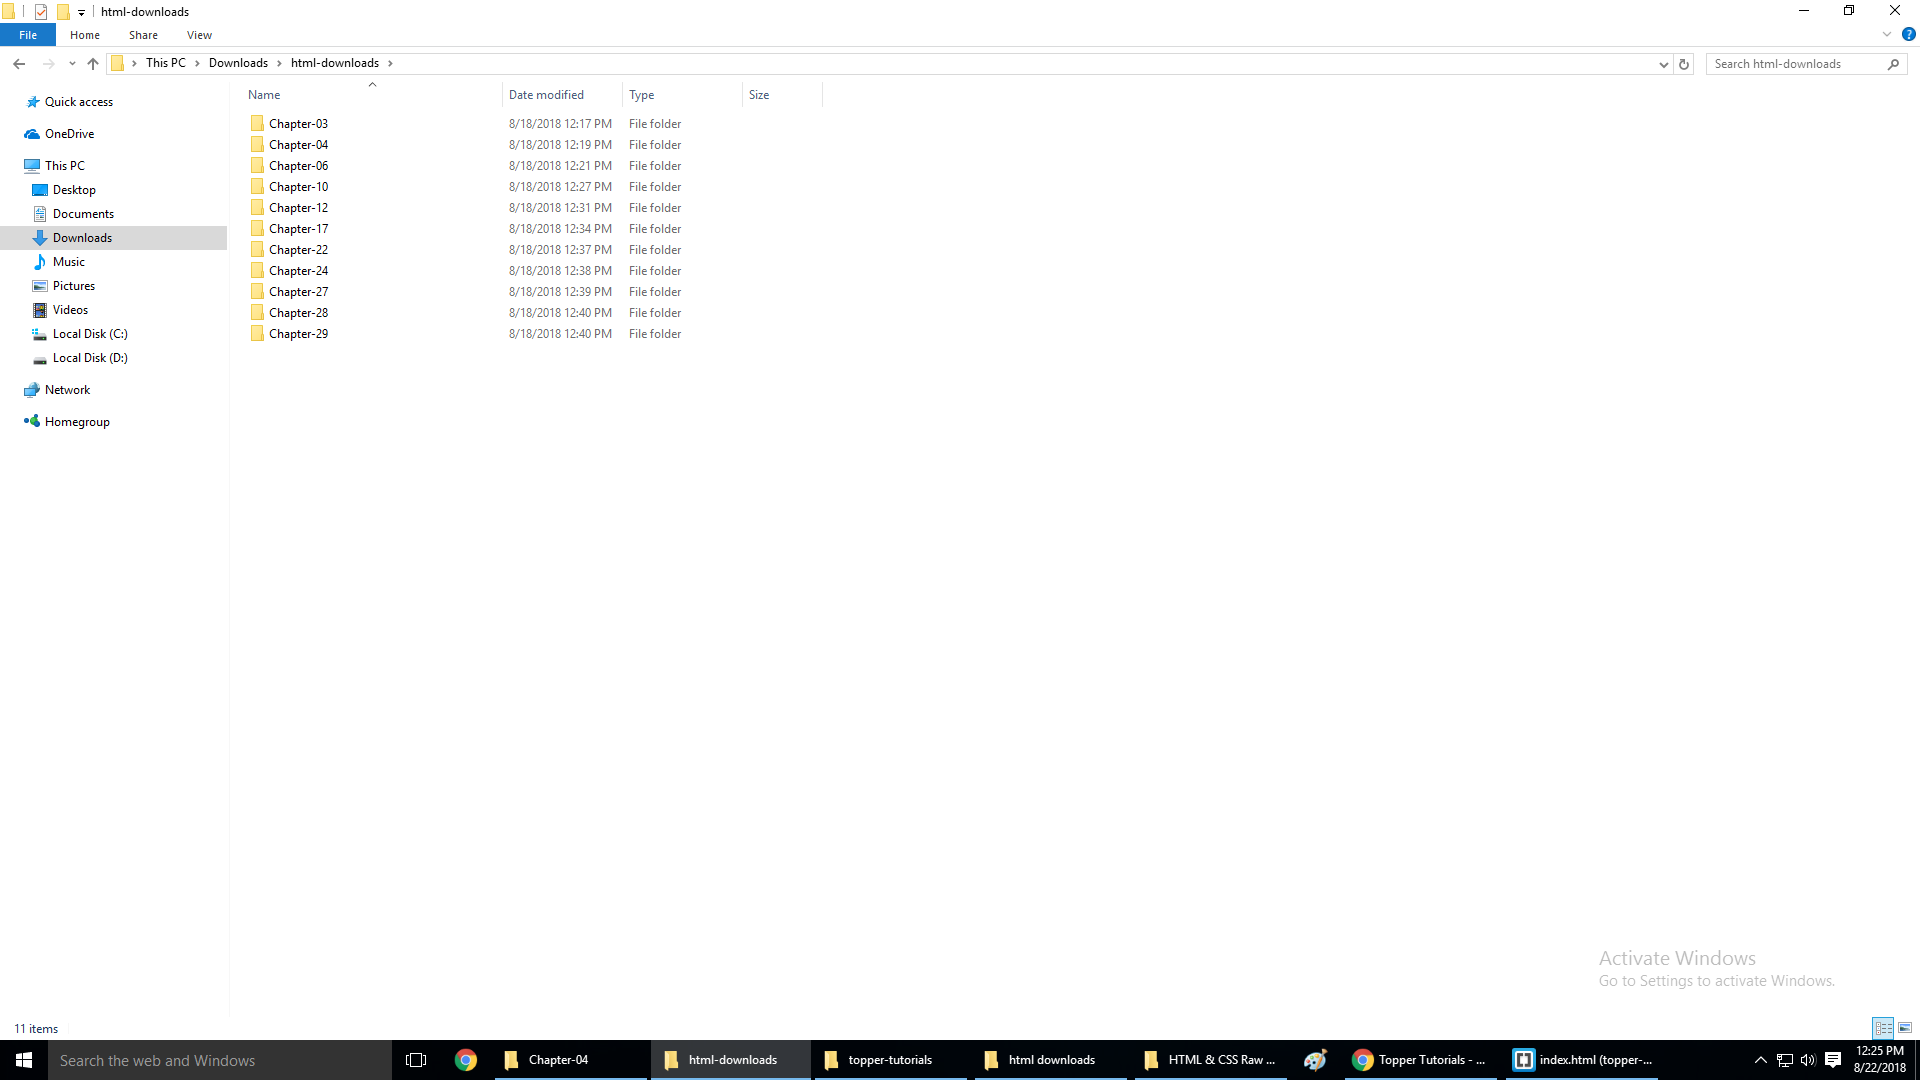 html-downloads
File Home Share View
This PC Downloads html-downloads
Search html-downloads
Name Date modified Type Size
Quick access
OneDrive
This PC
Desktop
Documents
Downloads
Music
Pictures
Videos
Local Disk (C:)
Local Disk (D:)
Network
Homegroup
Chapter-03 8/18/2018 12:17 PM File folder
Chapter-04 8/18/2018 12:19 PM File folder
Chapter-06 8/18/2018 12:21 PM File folder
Chapter-10 8/18/2018 12:27 PM File folder
Chapter-12 8/18/2018 12:31 PM File folder
Chapter-17 8/18/2018 12:34 PM File folder
Chapter-22 8/18/2018 12:37 PM File folder
Chapter-24 8/18/2018 12:38 PM File folder
Chapter-27 8/18/2018 12:39 PM File folder
Chapter-28 8/18/2018 12:40 PM File folder
Chapter-29 8/18/2018 12:40 PM File folder
Activate Windows
Go to Settings to activate Windows.
11 items
Search the web and Windows
Chapter-04
html-downloads
topper-tutorials
html downloads
HTML & CSS Raw ...
Topper Tutorials - ...
index.html (topper-...
12:25 PM
8/22/2018